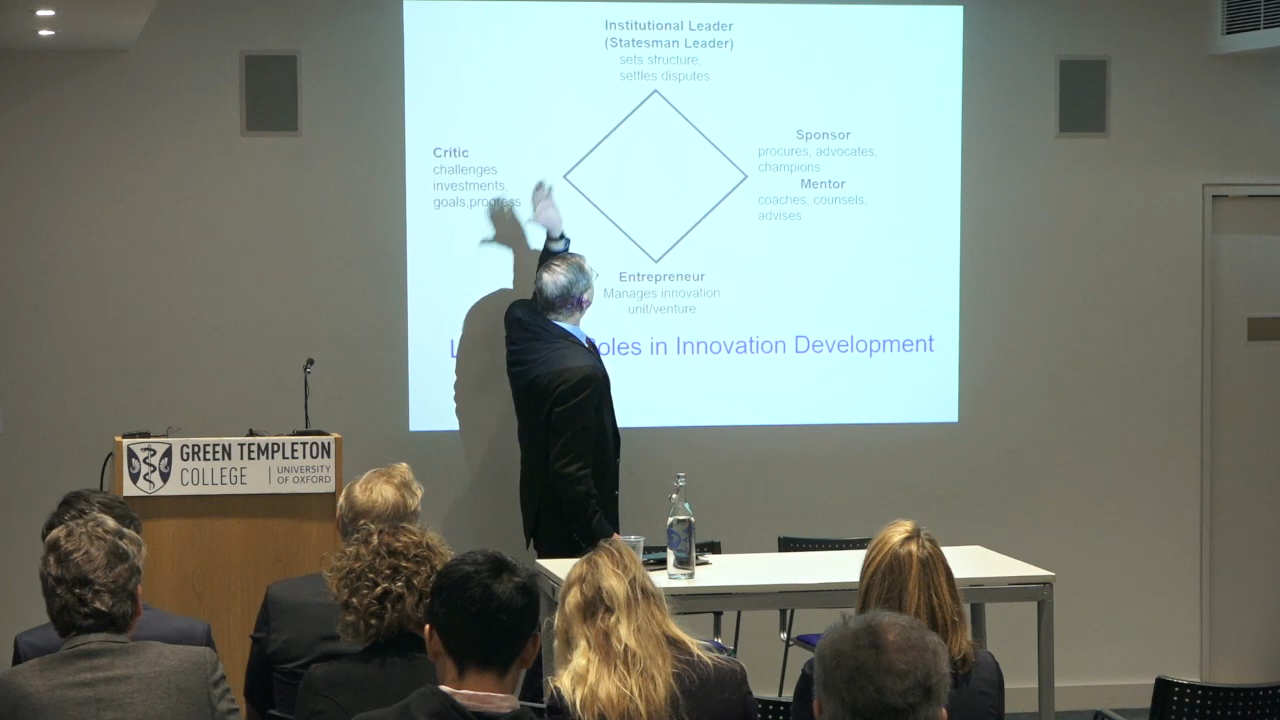 Institutional Leader
(Statesman Leader)
sets structure,
settles disputes
Critic
challenges
investments,
goals,progress
Sponsor
procures, advocates,
champions
Mentor
coaches, counsels,
advises
Entrepreneur
Manages innovation
unit/venture
in Innovation Development
GREEN TEMPLETON
COLLEGE
UNIVERSITY
OF OXFORD